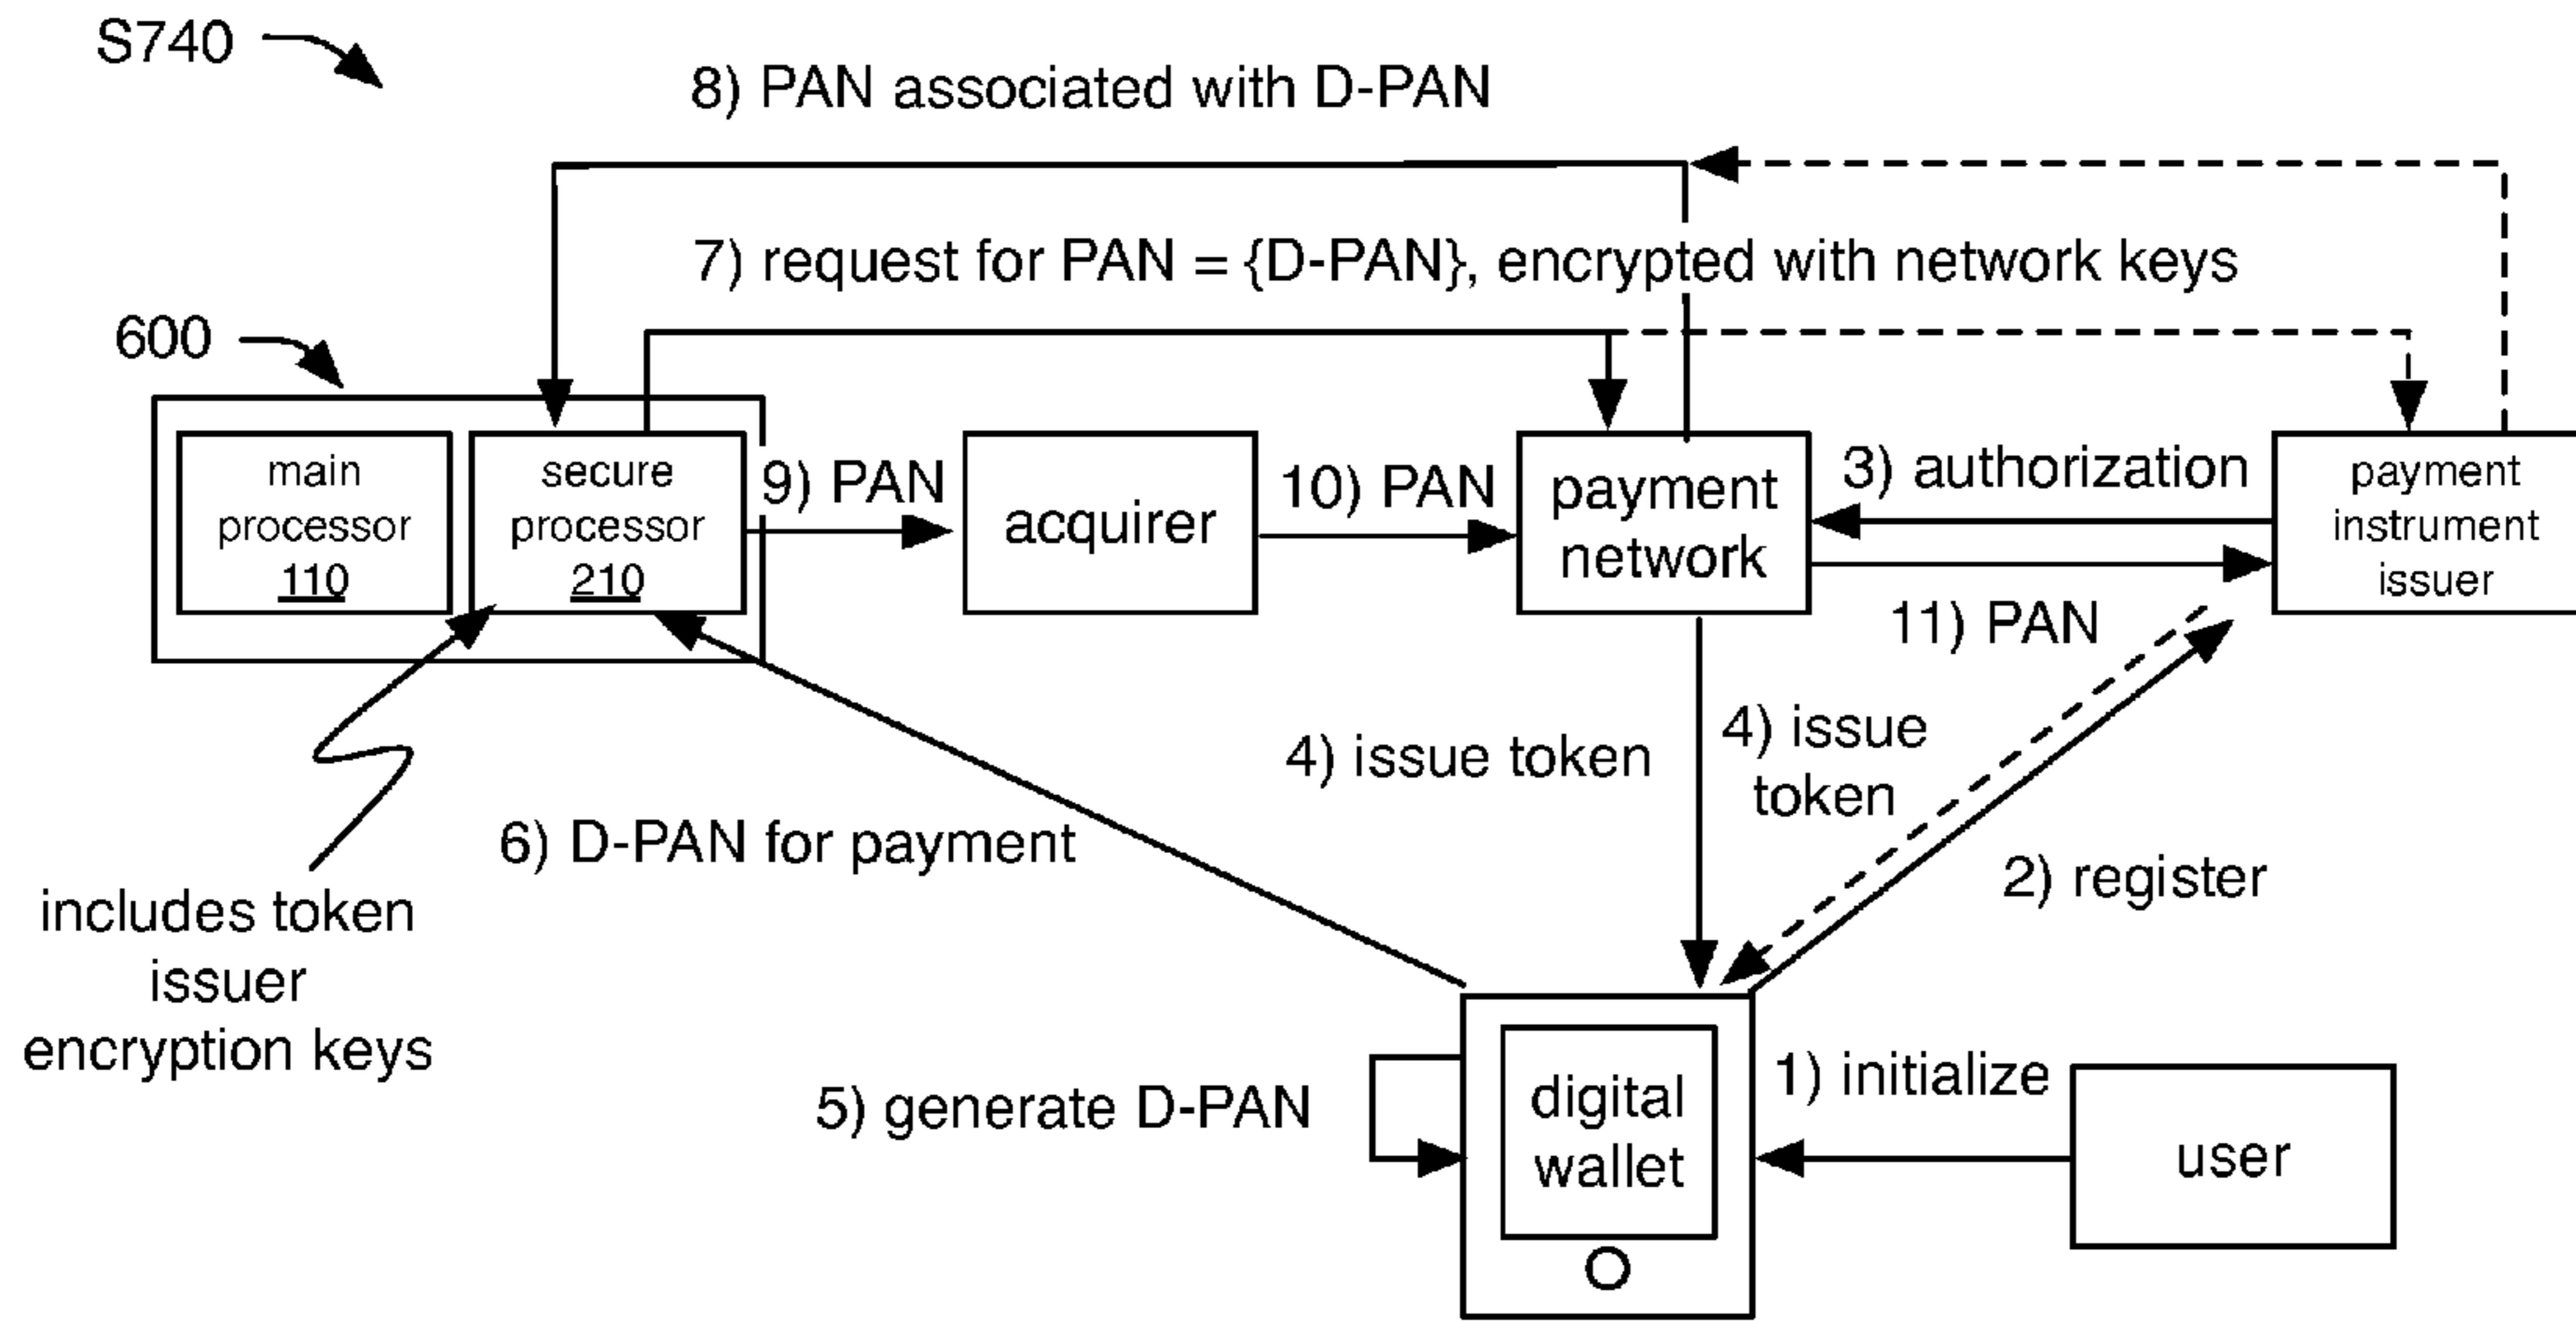 S740
8) PAN associated with D-PAN
7) request for PAN = {D-PAN}, encrypted with network keys
600
main
processor
110
secure
processor
210
9) PAN
acquirer
10) PAN
payment
network
3) authorization
payment
instrument
issuer
11) PAN
4) issue token
4) issue
token
2) register
6) D-PAN for payment
includes token
issuer
encryption keys
5) generate D-PAN
digital
wallet
1) initialize
user